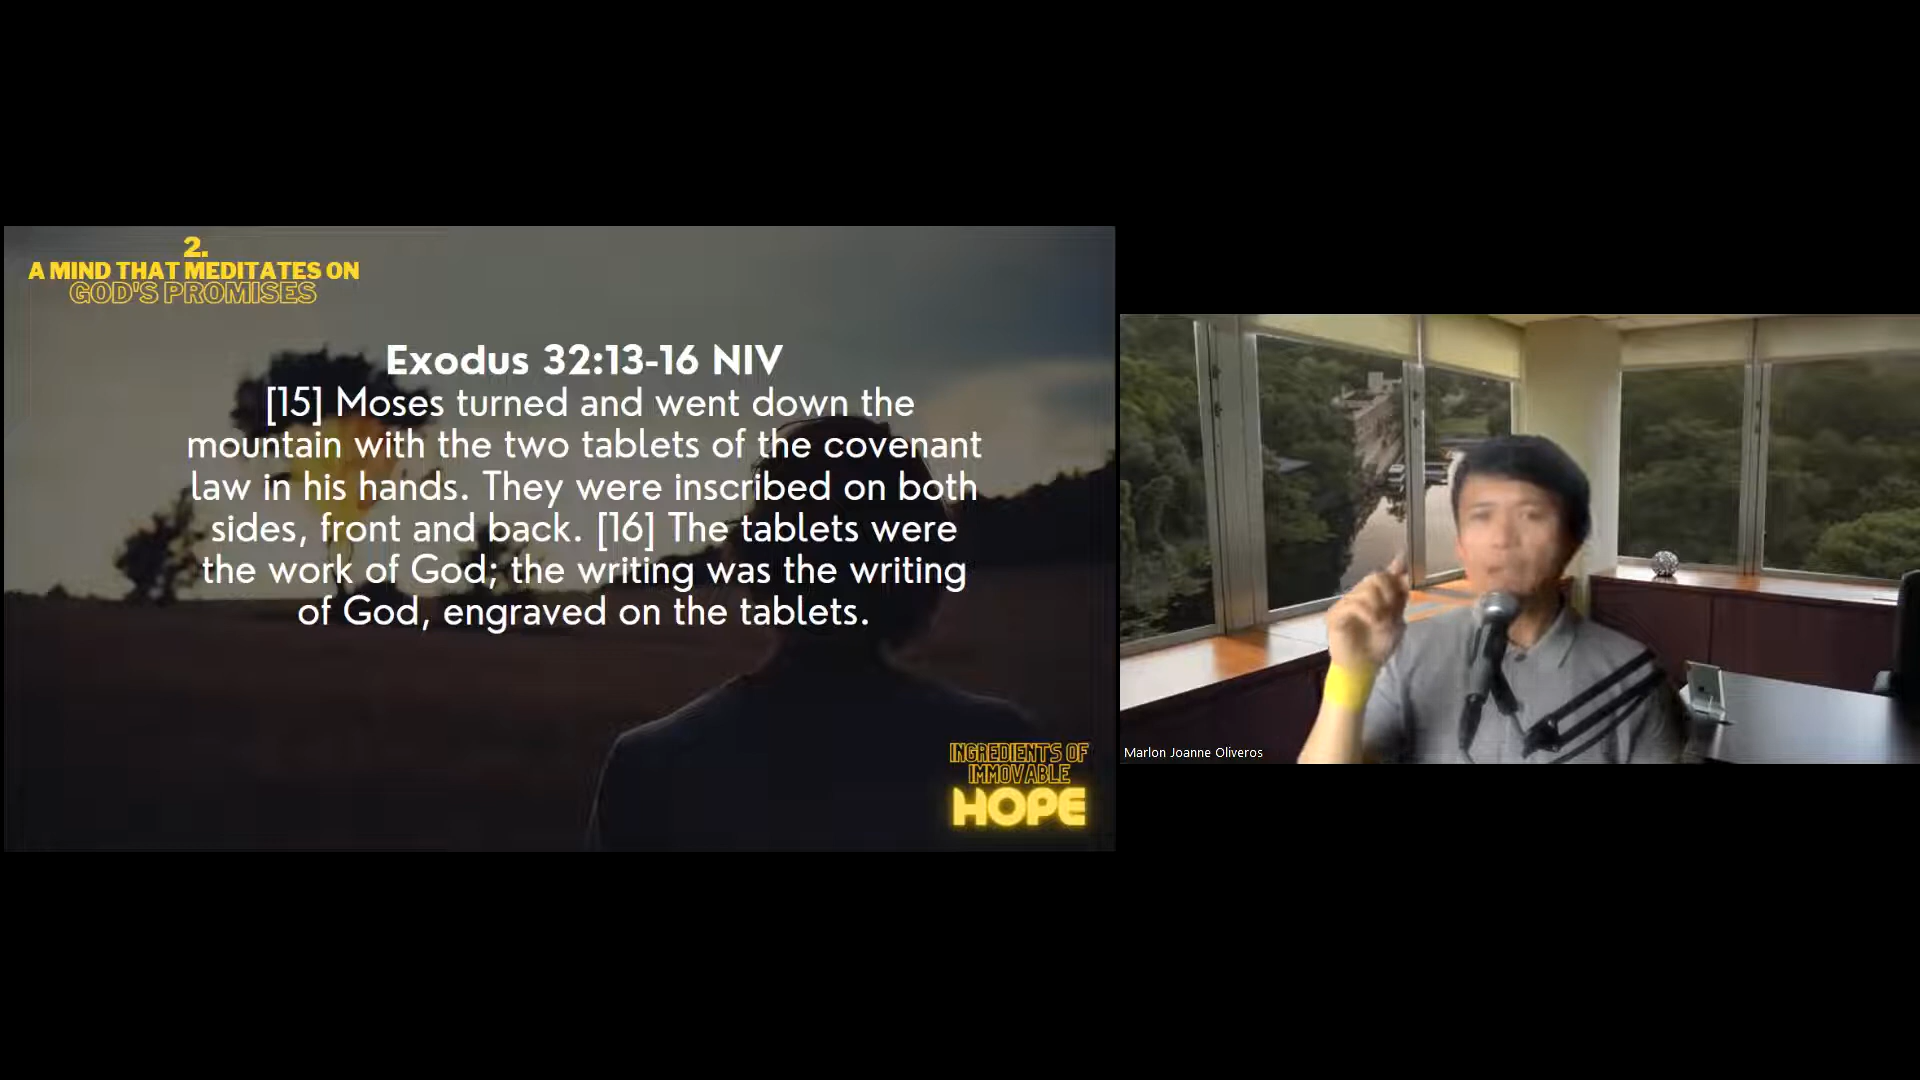 2.
A MIND THAT MEDITATES ON
GOD'S PROMISES
Exodus 32:13-16 NIV
[15] Moses turned and went down the
mountain with the two tablets of the covenant
law in his hands. They were inscribed on both
sides, front and back. [16] The tablets were
the work of God; the writing was the writing
of God, engraved on the tablets.
INGREDIENTS OF
IMMOVABLE
HOPE
Marlon Joanne Oliveros